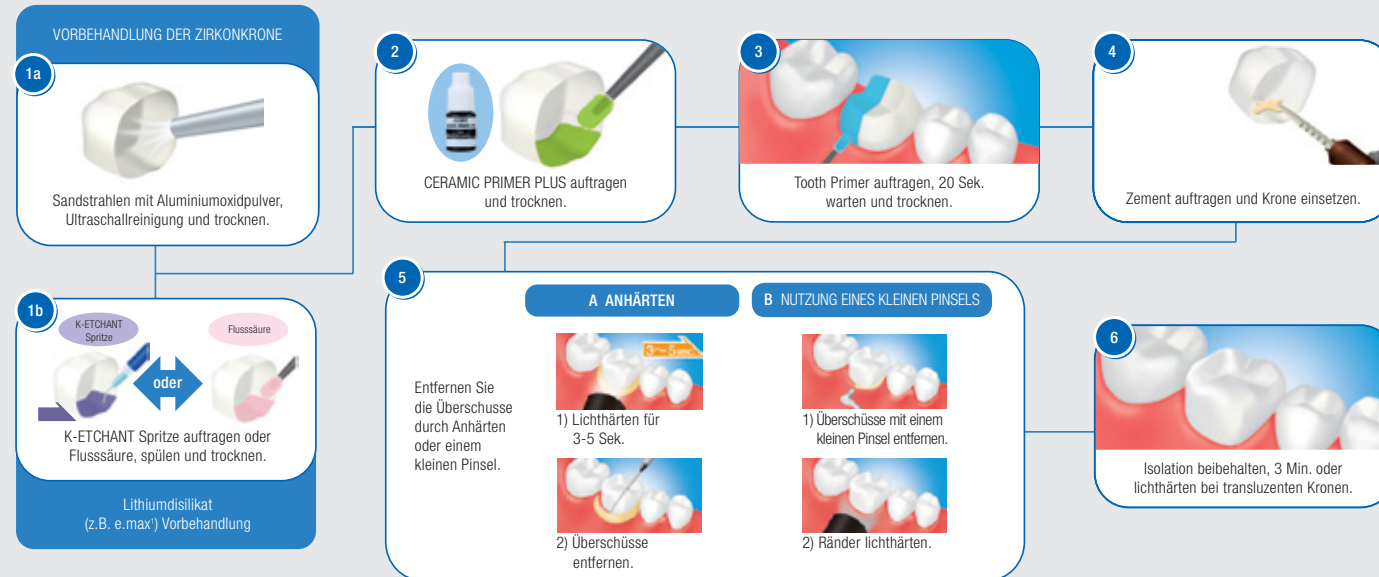 VORBEHANDLUNG DER ZIRKONKRONE
1a
Sandstrahlen mit Aluminiumoxidpulver,
Ultraschallreinigung und trocknen.
1b
K-ETCHANT
Spritze
oder
Flusssäure
K-ETCHANT Spritze auftragen oder
Flusssäure, spülen und trocknen.
Lithiumdisilikat
(z.B. e.max¹) Vorbehandlung
2
CERAMIC PRIMER PLUS auftragen
und trocknen.
3
Tooth Primer auftragen, 20 Sek.
warten und trocknen.
4
Zement auftragen und Krone einsetzen.
5
Entfernen Sie
die Überschusse
durch Anhärten
oder einem
kleinen Pinsel.
A ANHÄRTEN
3~5sec.
1) Lichthärten für
3-5 Sek.
2) Überschüsse
entfernen.
B NUTZUNG EINES KLEINEN PINSELS
1) Überschüsse mit einem
kleinen Pinsel entfernen.
2) Ränder lichthärten.
6
Isolation beibehalten, 3 Min. oder
lichthärten bei transluzenten Kronen.